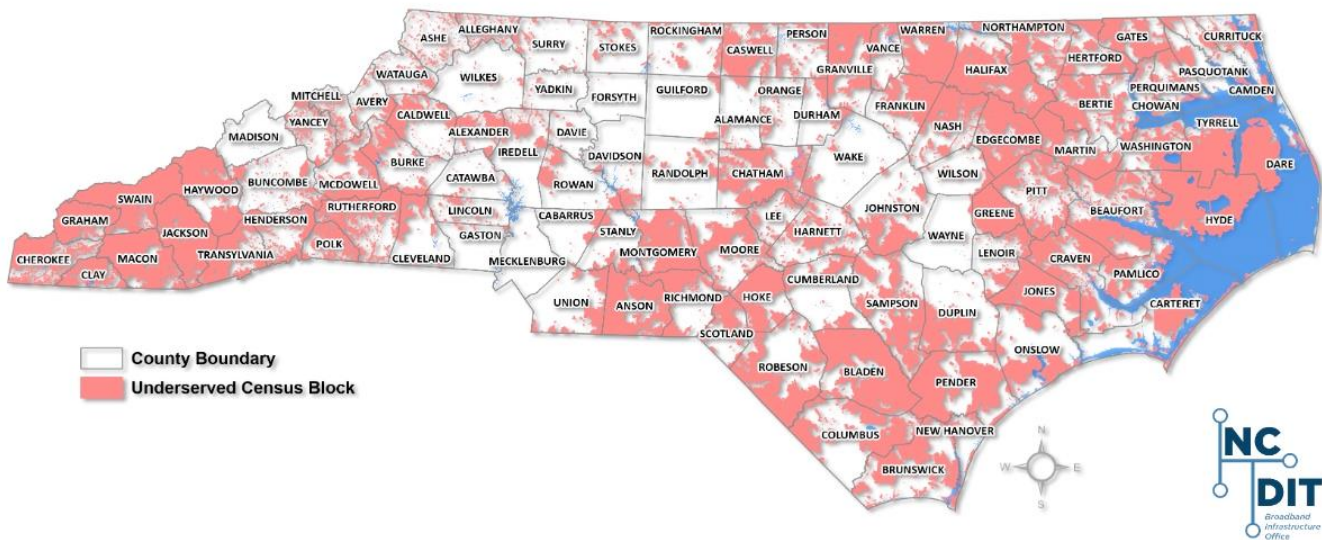 ASHE
ALLEGHANY
SURRY
STOKES
ROCKINGHAM
CASWELL
PERSON
GRANVILLE
VANCE
WARREN
NORTHAMPTON
HALIFAX
HERTFORD
GATES
CURRITUCK
PASQUOTANK
CAMDEN
PERQUIMANS
CHOWAN
BERTIE
WATAUGA
WILKES
YADKIN
FORSYTH
GUILFORD
ALAMANCE
ORANGE
DURHAM
FRANKLIN
NASH
EDGECOMBE
MARTIN
WASHINGTON
TYRRELL
DARE
MITCHELL
AVERY
CALDWELL
ALEXANDER
IREDELL
DAVIE
DAVIDSON
RANDOLPH
CHATHAM
WAKE
WILSON
PITT
BEAUFORT
HYDE
MADISON
YANCEY
BURKE
CATAWBA
ROWAN
SWAIN
HAYWOOD
BUNCOMBE
MCDOWELL
RUTHERFORD
LINCOLN
CABARRUS
STANLY
MONTGOMERY
MOORE
LEE
HARNETT
JOHNSTON
WAYNE
GREENE
LENOIR
CRAVEN
PAMLICO
GRAHAM
JACKSON
HENDERSON
POLK
CLEVELAND
GASTON
MECKLENBURG
CHEROKEE
CLAY
MACON
TRANSYLVANIA
UNION
ANSON
RICHMOND
HOKE
CUMBERLAND
SAMPSON
DUPLIN
JONES
CARTERET
SCOTLAND
ROBESON
BLADEN
PENDER
ONSLOW
COLUMBUS
NEW HANOVER
BRUNSWICK
County Boundary
Underserved Census Block
N
W E
S
NC
DIT
Broadband
Infrastructure
Office